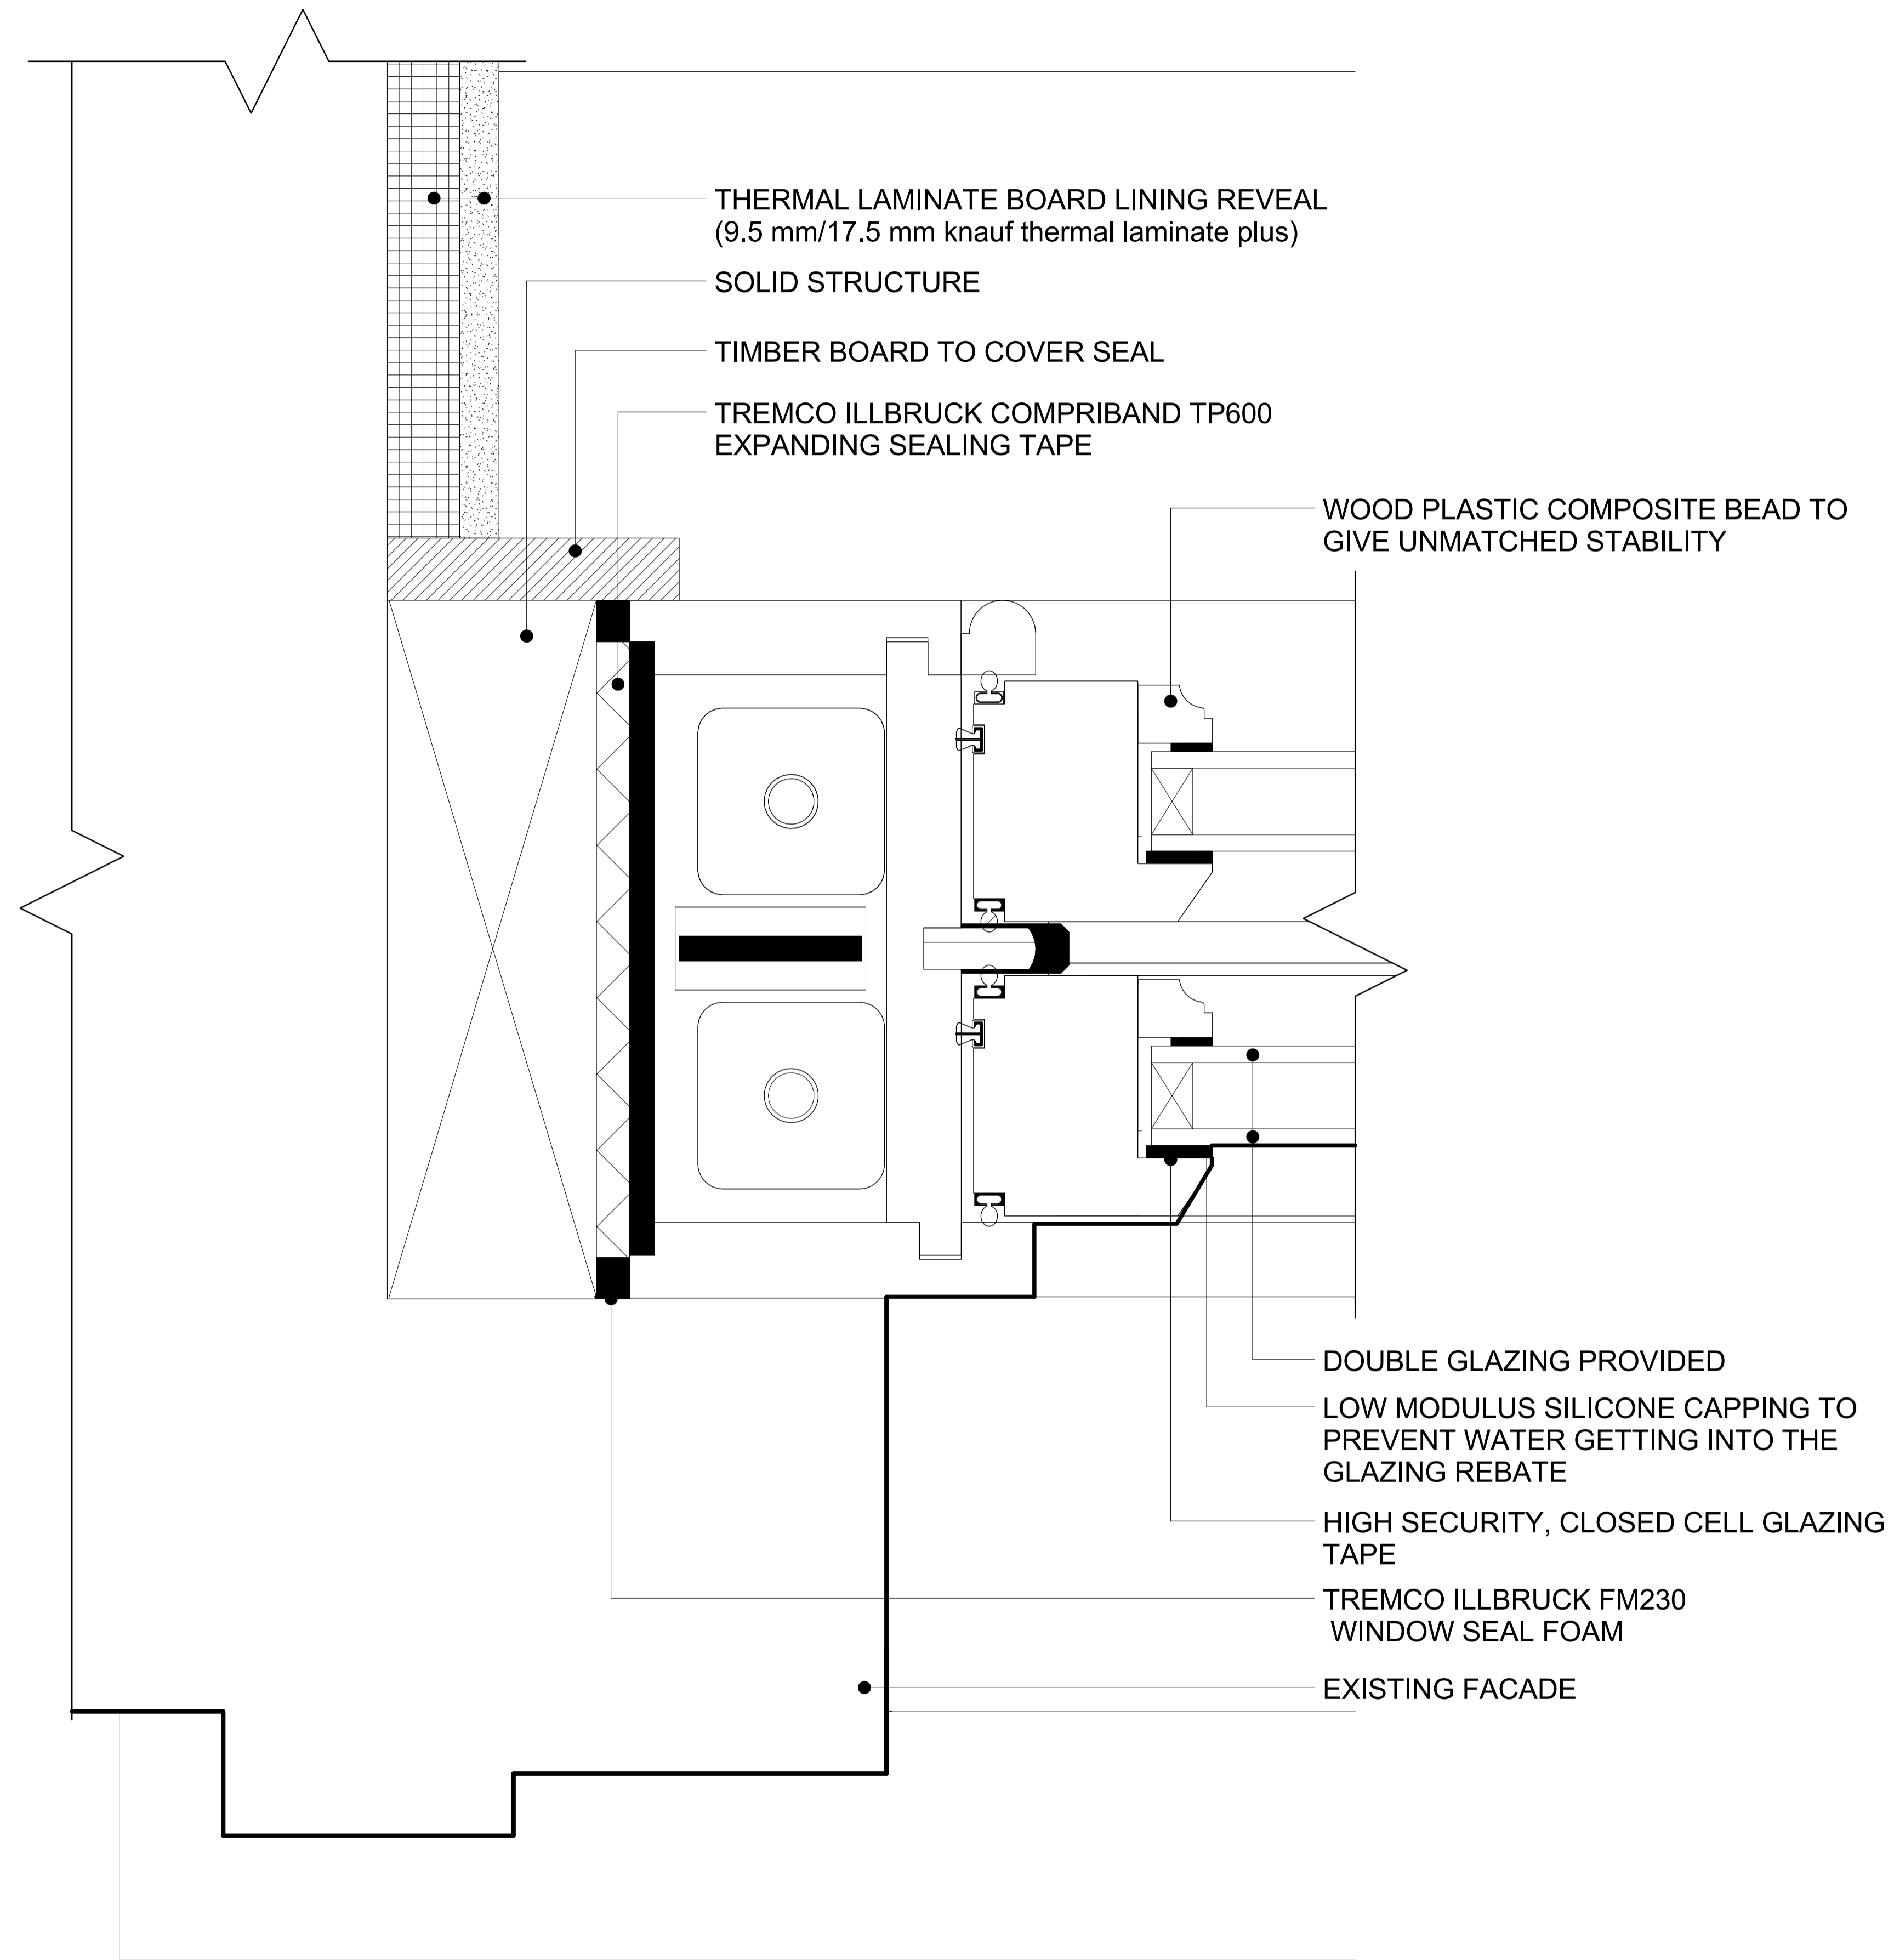 THERMAL LAMINATE BOARD LINING REVEAL
(9.5 mm/17.5 mm knauf thermal laminate plus)
SOLID STRUCTURE
TIMBER BOARD TO COVER SEAL
TREMCO ILLBRUCK COMPRIBAND TP600
EXPANDING SEALING TAPE
WOOD PLASTIC COMPOSITE BEAD TO
GIVE UNMATCHED STABILITY
DOUBLE GLAZING PROVIDED
LOW MODULUS SILICONE CAPPING TO
PREVENT WATER GETTING INTO THE
GLAZING REBATE
HIGH SECURITY, CLOSED CELL GLAZING
TAPE
TREMCO ILLBRUCK FM230
WINDOW SEAL FOAM
EXISTING FACADE